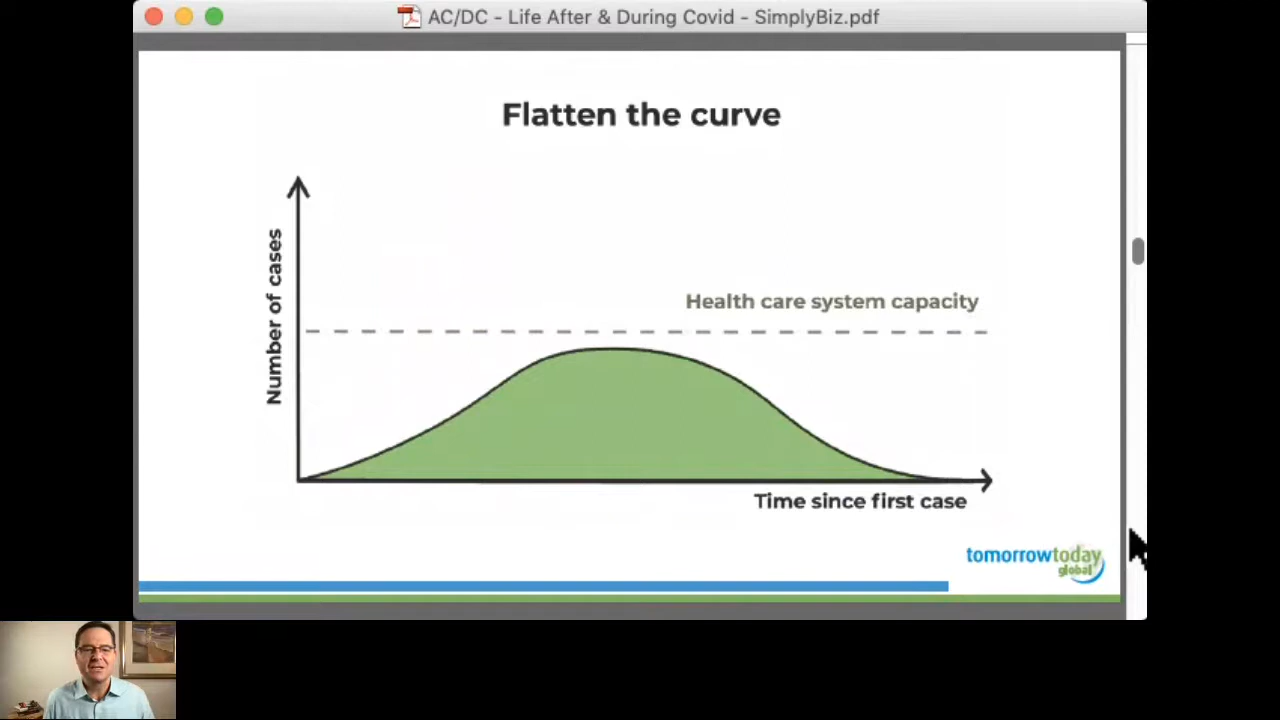 AC/DC - Life After & During Covid - SimplyBiz.pdf
Flatten the curve
Number of cases
Health care system capacity
Time since first case
tomorrowtoday
global